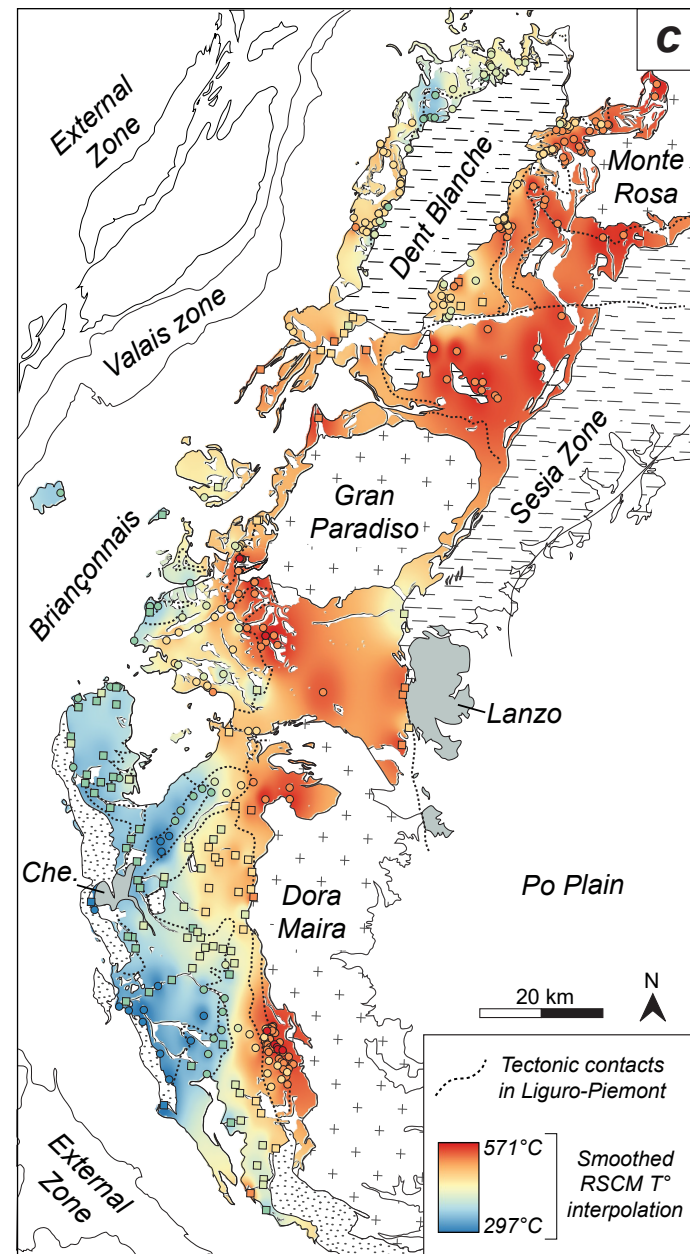 c
External
Zone
Monte
Rosa
Dent Blanche
Valais zone
Sesia Zone
Gran
Paradiso
Briançonnais
Lanzo
Che.
Dora
Maira
Po Plain
20 km
N
External
Zone
Tectonic contacts
in Liguro-Piemont
571°C
297°C
Smoothed
RSCM T°
interpolation